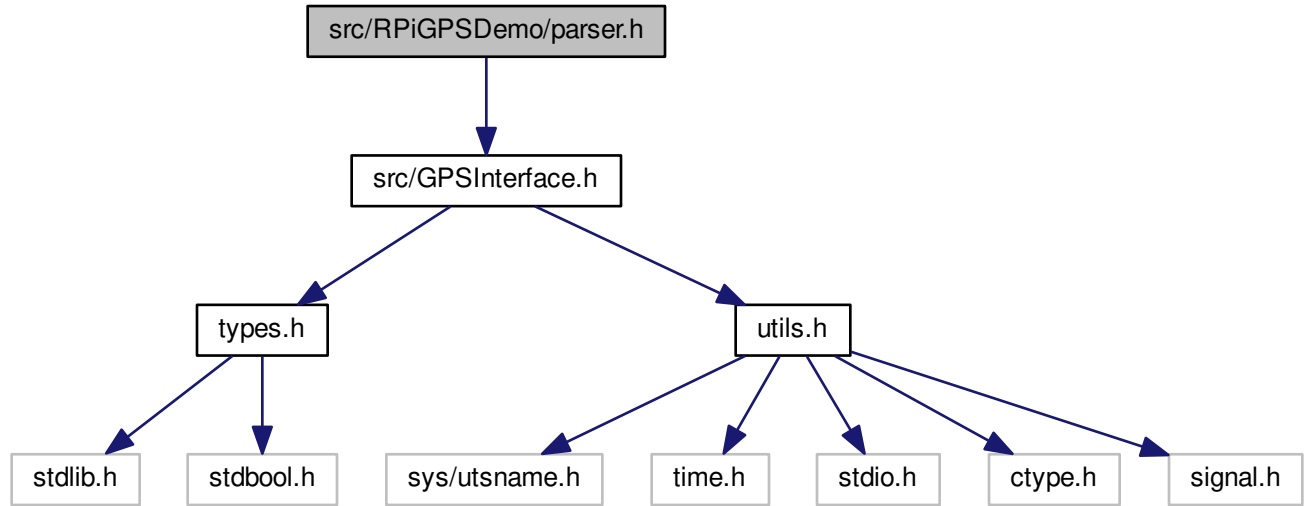 src/RPiGPSDemo/parser.h
src/GPSInterface.h
types.h
utils.h
stdlib.h
stdbool.h
sys/utsname.h
time.h
stdio.h
ctype.h
signal.h